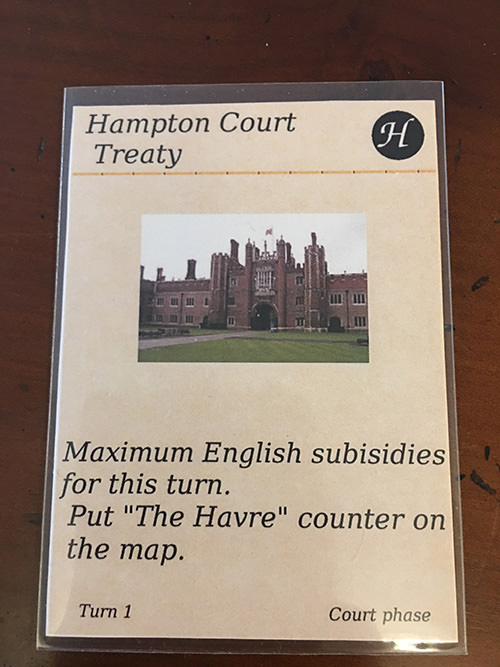 Hampton Court
Treaty
H
Maximum English subisidies
for this turn.
Put "The Havre" counter on
the map.
Turn 1
Court phase